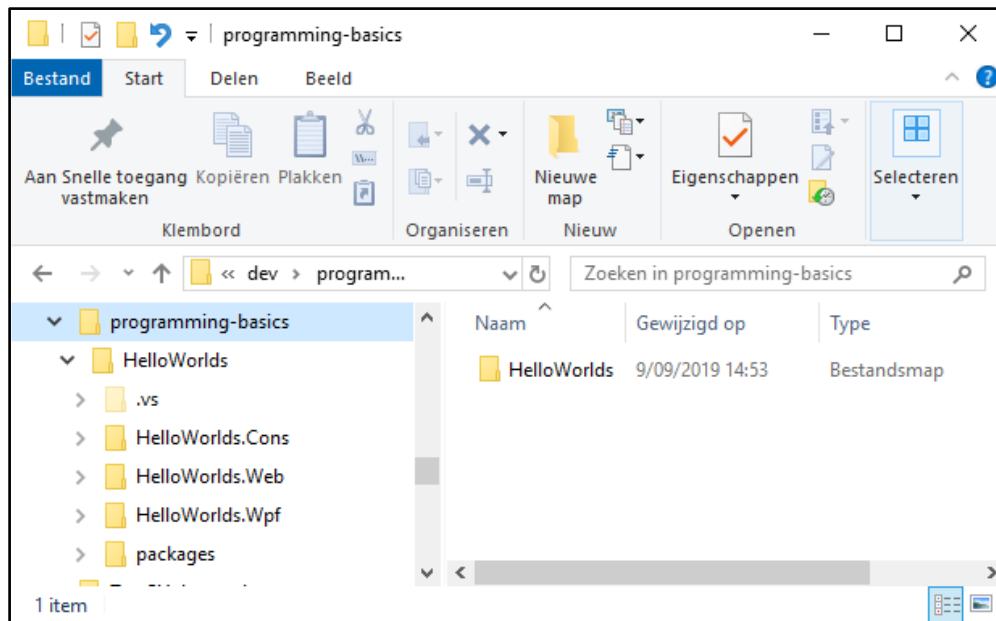 programming-basics
Bestand Start Delen Beeld
Aan Snelle toegang vastmaken Kopiëren Plakken
Nieuwe map
Eigenschappen
Selecteren
Klembord Organiseren Nieuw Openen
« dev > program...
Zoeken in programming-basics
programming-basics
HelloWorlds
.vs
HelloWorlds.Cons
HelloWorlds.Web
HelloWorlds.Wpf
packages
Naam Gewijzigd op Type
HelloWorlds 9/09/2019 14:53 Bestandsmap
1 item